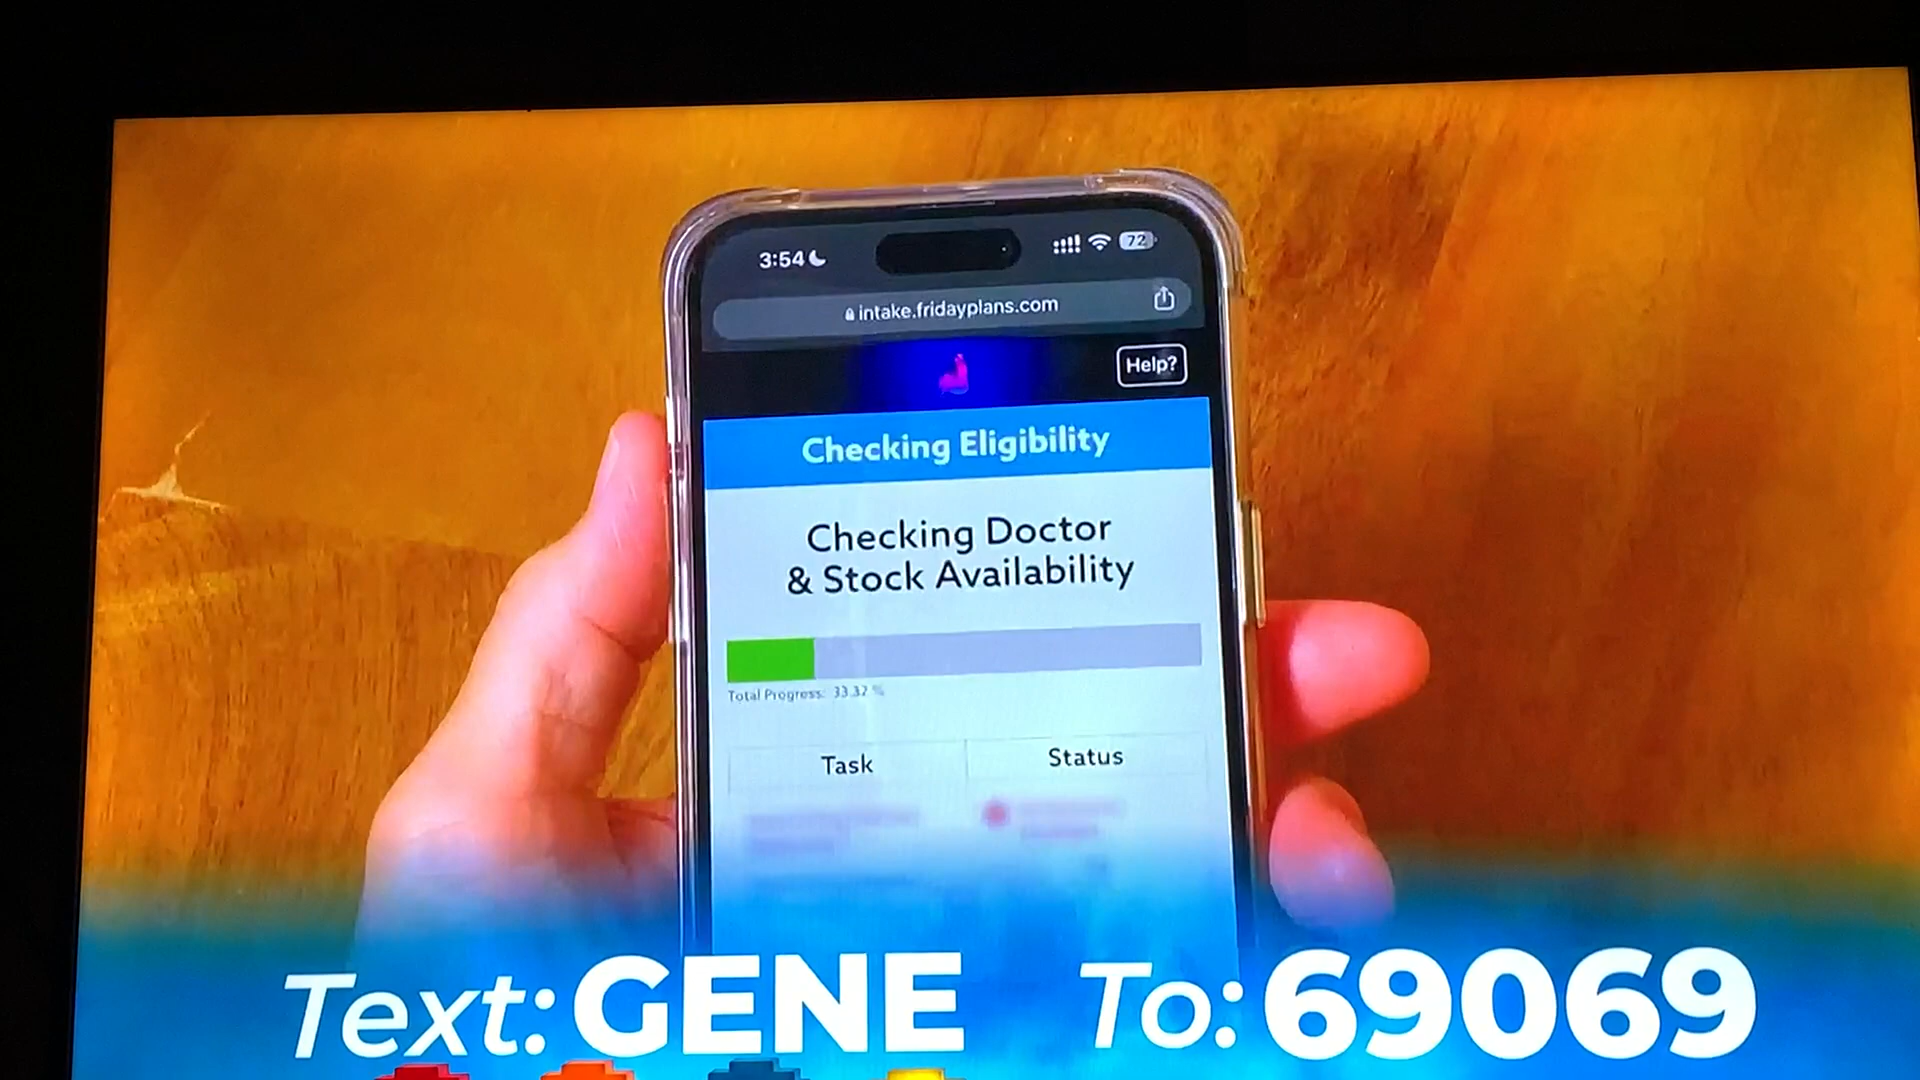 3:54
72
intake.fridayplans.com
Help?
Checking Eligibility
Checking Doctor
& Stock Availability
Total Progress: 33.32 %
Task Status
Text: GENE To: 69069